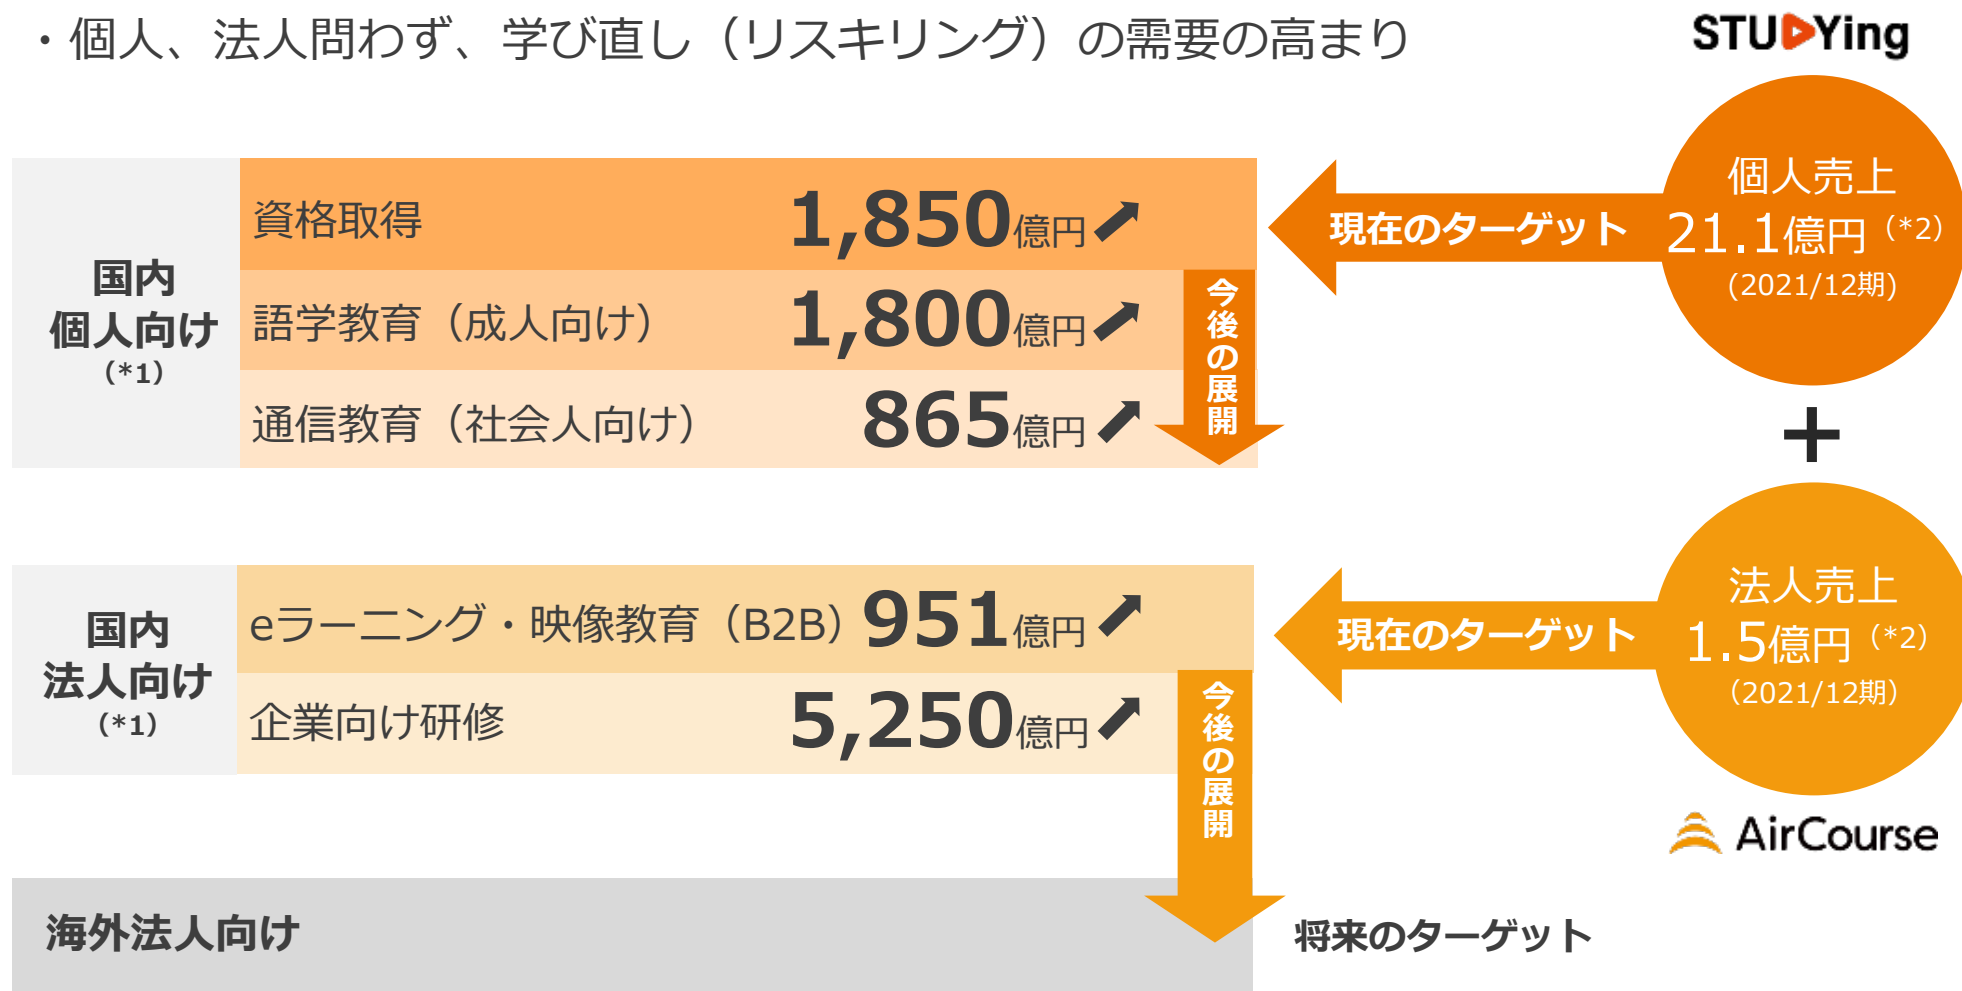 ・個人、法人問わず、学び直し（リスキリング）の需要の高まり
STUDYing
国内
個人向け
（*1）
資格取得 1,850億円
語学教育（成人向け） 1,800億円
通信教育（社会人向け） 865億円
今後の展開
現在のターゲット
個人売上
21.1億円（*2）
(2021/12期)
＋
国内
法人向け
（*1）
eラーニング・映像教育（B2B） 951億円
企業向け研修 5,250億円
今後の展開
現在のターゲット
法人売上
1.5億円（*2）
（2021/12期）
AirCourse
海外法人向け
将来のターゲット